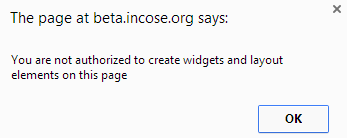 The page at beta.incose.org says:
You are not authorized to create widgets and layout
elements on this page
OK